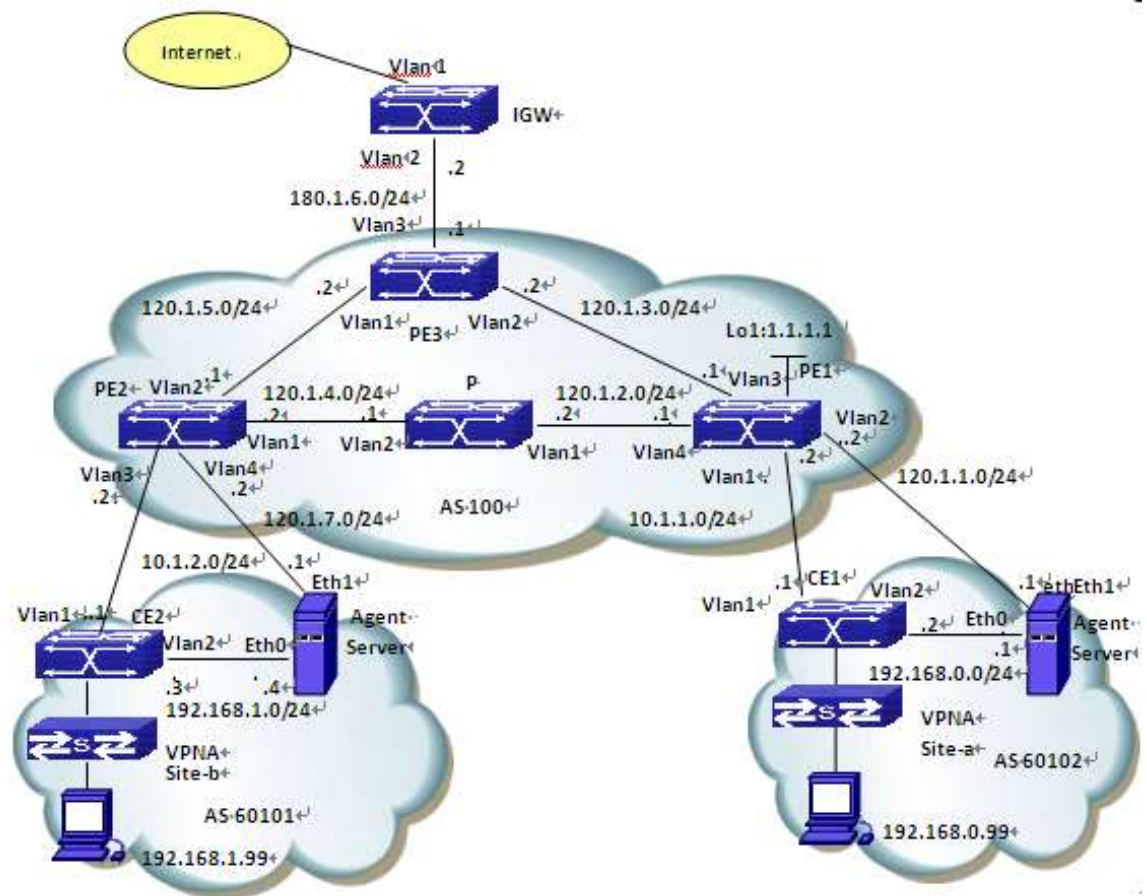 Internet.
Vlan 1
IGW
Vlan 2
.2
180.1.6.0/24
Vlan3
.1
.2
.2
120.1.5.0/24
120.1.3.0/24
Vlan1
Vlan2
PE3
Lo1:1.1.1.1
PE2
Vlan2
.1
.1
Vlan3
PE1
120.1.4.0/24
P
120.1.2.0/24
.2
.1
.2
.1
Vlan2
.2
Vlan1
Vlan2
Vlan1
Vlan4
.2
Vlan3
.2
Vlan4
.2
Vlan1.
120.1.1.0/24
120.1.7.0/24
AS-100
10.1.1.0/24
10.1.2.0/24
.1
Eth1
Vlan1
.1
CE2
Vlan2
Eth0
Agent
Server
.3
.4
192.168.1.0/24
VPNA
Site-b
AS-60101
192.168.1.99
.1
CE1
Vlan1
Vlan2
.1
ethEth1
.2
Eth0
.1
Agent
Server
192.168.0.0/24
VPNA
Site-a
AS-60102
192.168.0.99